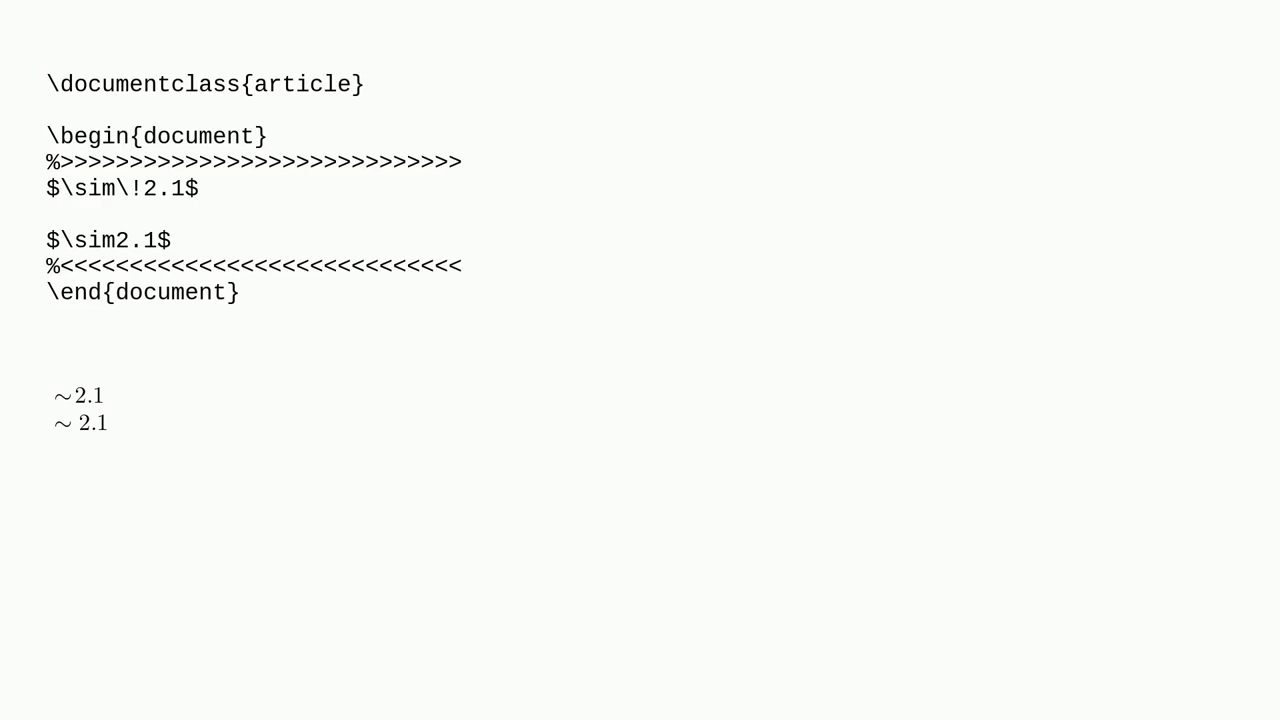 \documentclass{article}
\begin{document}
%>>>>>>>>>>>>>>>>>>>>>>>>>>>>>
$\sim\!2.1$
$\sim2.1$
%<<<<<<<<<<<<<<<<<<<<<<<<<<<<<
\end{document}
∼2.1
∼ 2.1